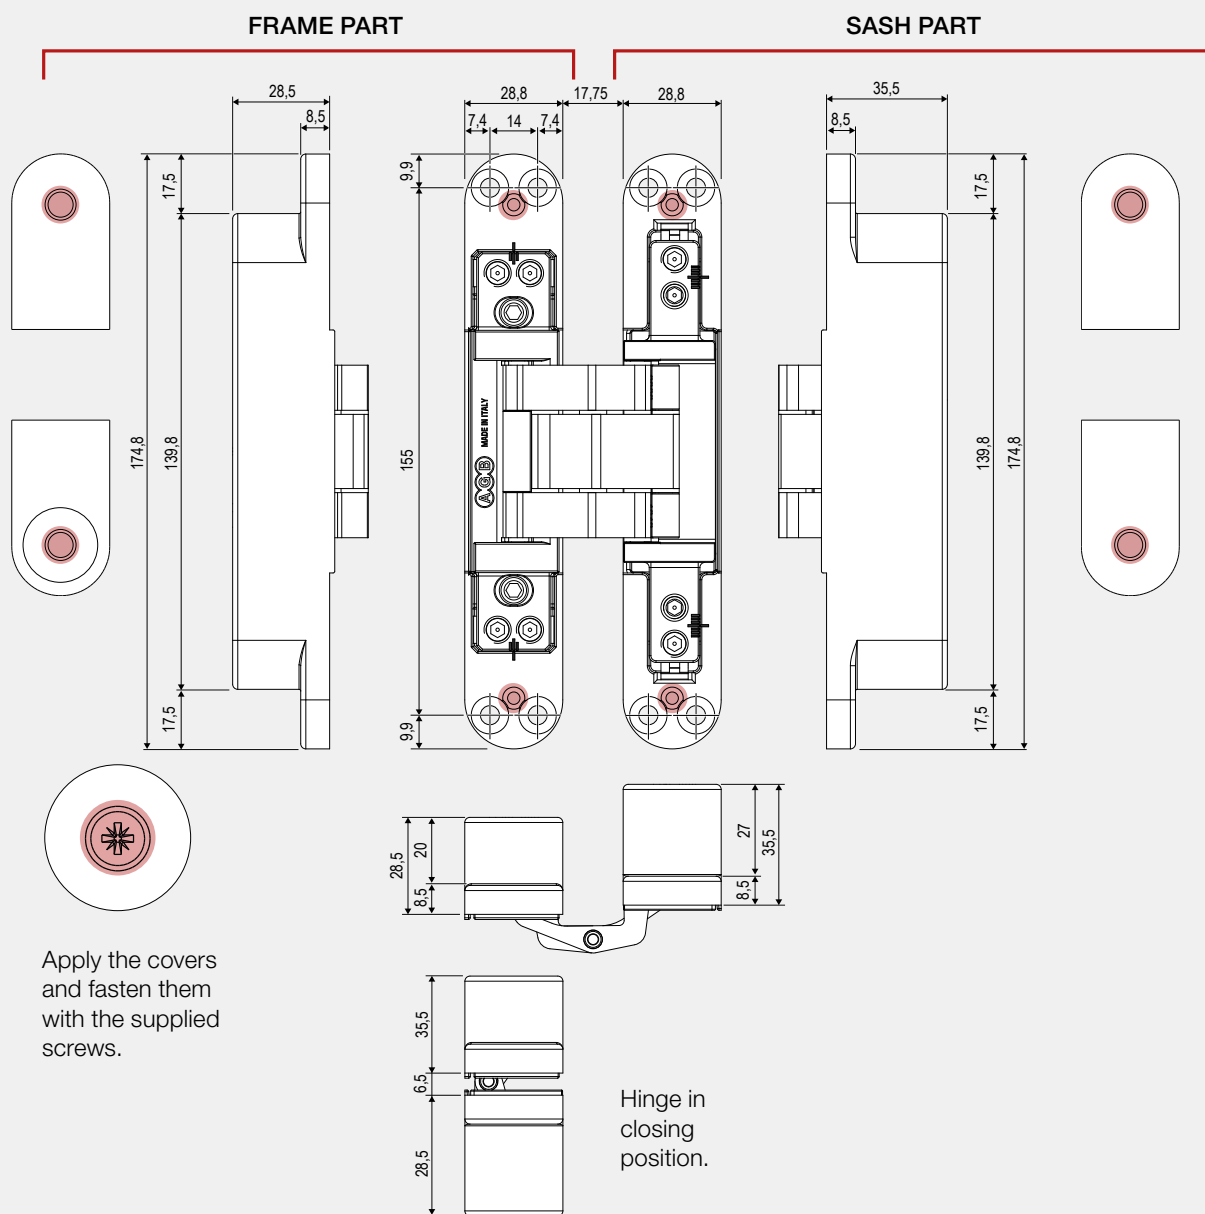 FRAME PART
SASH PART
28,5
8,5
28,8
17,75
28,8
7,4
14
7,4
35,5
8,5
17,5
139,8
174,8
17,5
9,9
155
9,9
MADE IN ITALY
AGB
17,5
139,8
174,8
17,5
28,5
20
8,5
27
8,5
35,5
Apply the covers
and fasten them
with the supplied
screws.
35,5
6,5
28,5
Hinge in
closing
position.